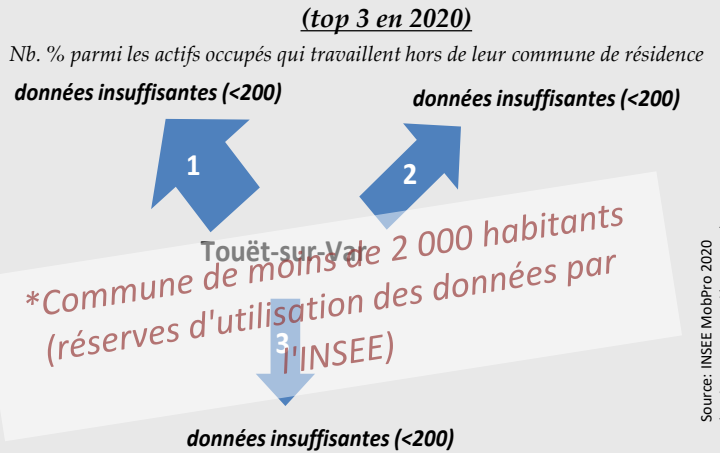 (top 3 en 2020)
Nb. % parmi les actifs occupés qui travaillent hors de leur commune de résidence
données insuffisantes (<200)
données insuffisantes (<200)
1
2
Touët-sur-Var
*Commune de moins de 2 000 habitants
(réserves d'utilisation des données par
l'INSEE)
3
données insuffisantes (<200)
Source: INSEE MobPro 2020